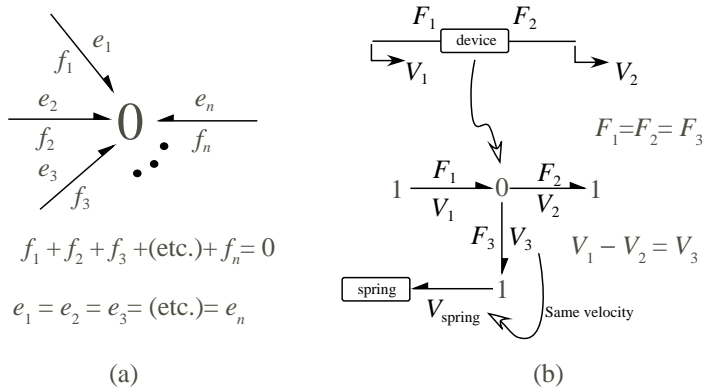 e₁
f₁
e₂
f₂
e₃
f₃
0
eₙ
fₙ
f₁ + f₂ + f₃ +(etc.)+ fₙ= 0
e₁ = e₂ = e₃= (etc.)= eₙ
(a)
F₁
device
F₂
V₁
V₂
F₁=F₂= F₃
1
F₁
V₁
0
F₂
V₂
1
F₃
V₃
V₁ − V₂ = V₃
spring
1
V_spring
Same velocity
(b)